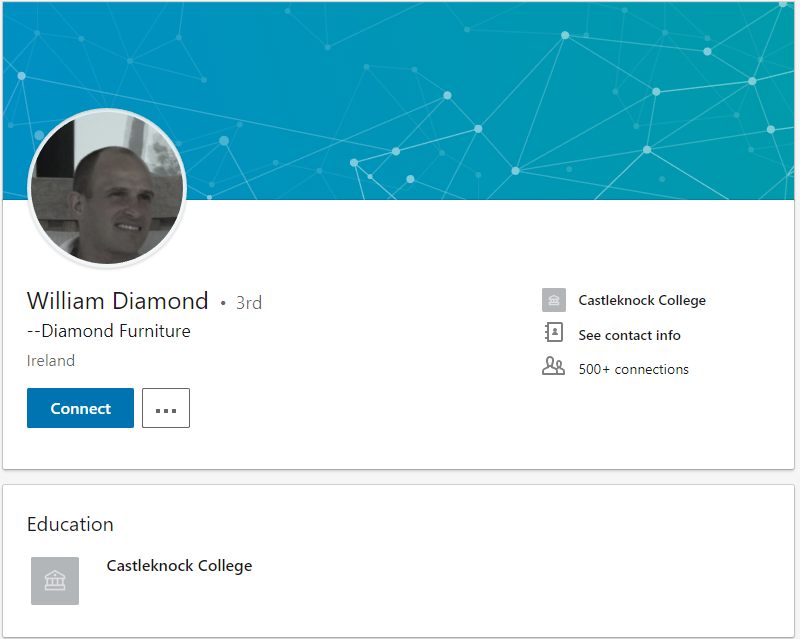 William Diamond • 3rd
--Diamond Furniture
Ireland
Connect
...
Castleknock College
See contact info
500+ connections
Education
Castleknock College